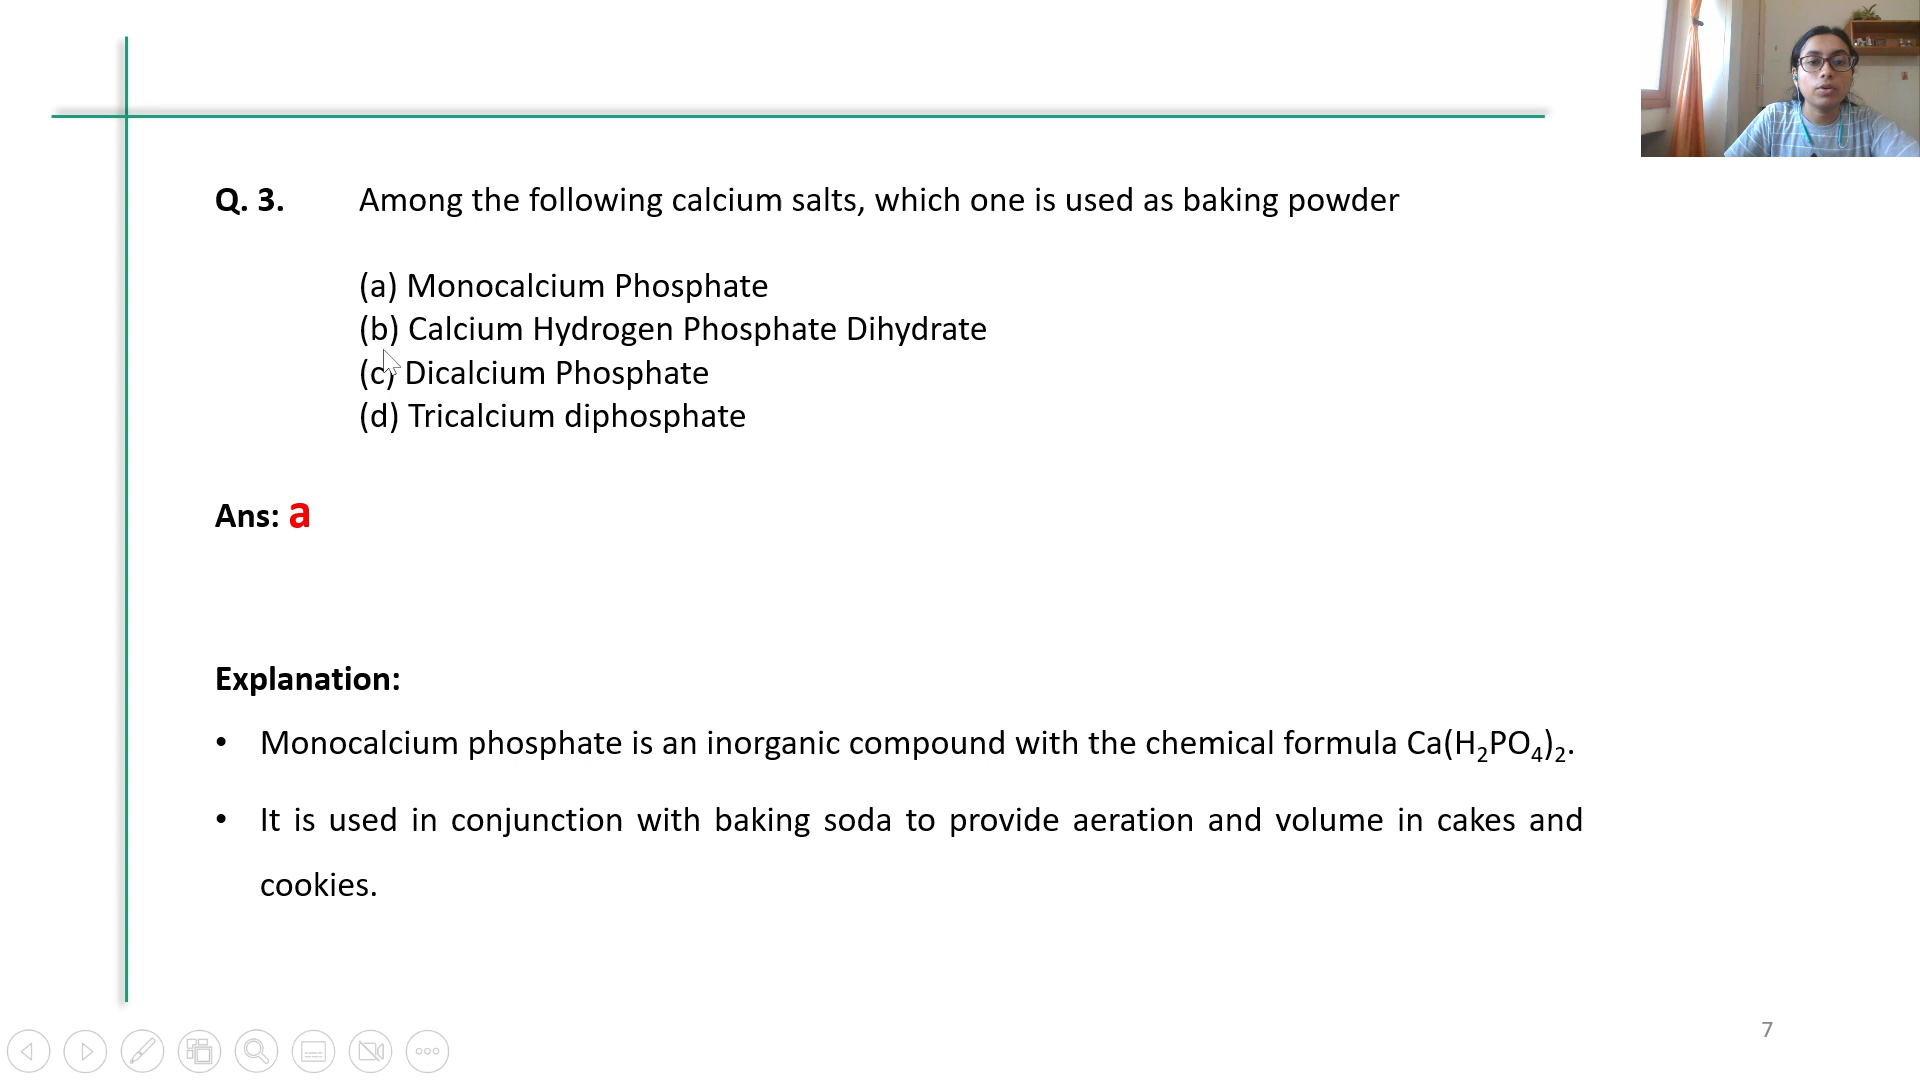 Q. 3. Among the following calcium salts, which one is used as baking powder
(a) Monocalcium Phosphate
(b) Calcium Hydrogen Phosphate Dihydrate
(c) Dicalcium Phosphate
(d) Tricalcium diphosphate
Ans: a
Explanation:
• Monocalcium phosphate is an inorganic compound with the chemical formula Ca(H₂PO₄)₂.
• It is used in conjunction with baking soda to provide aeration and volume in cakes and
cookies.
7